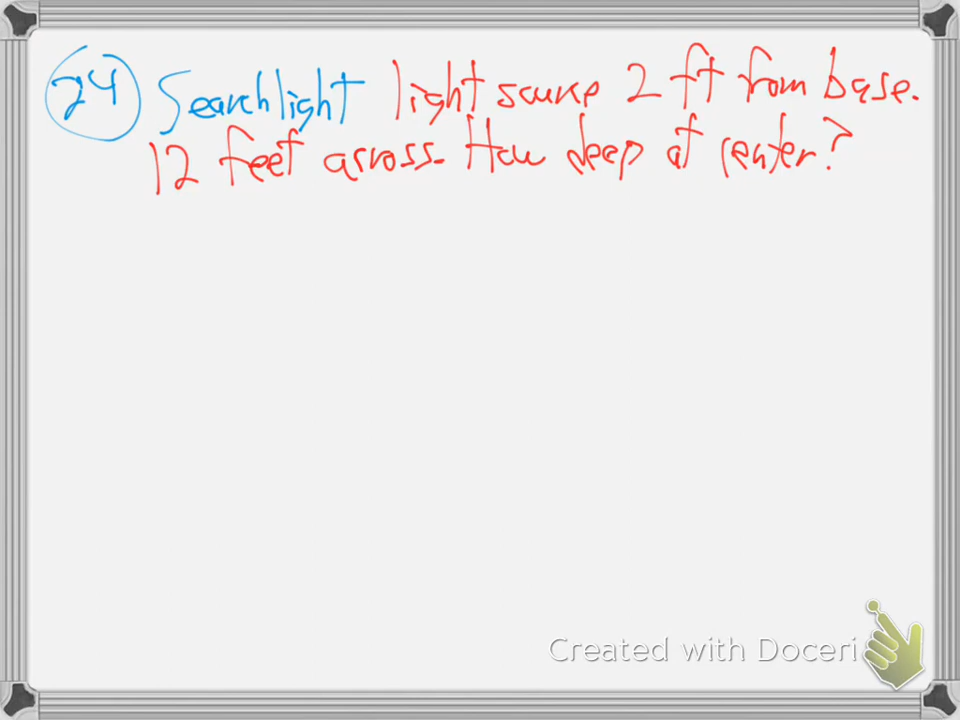 24 Searchlight light source 2 ft from base.
12 feet across. How deep at center?
Created with Doceri